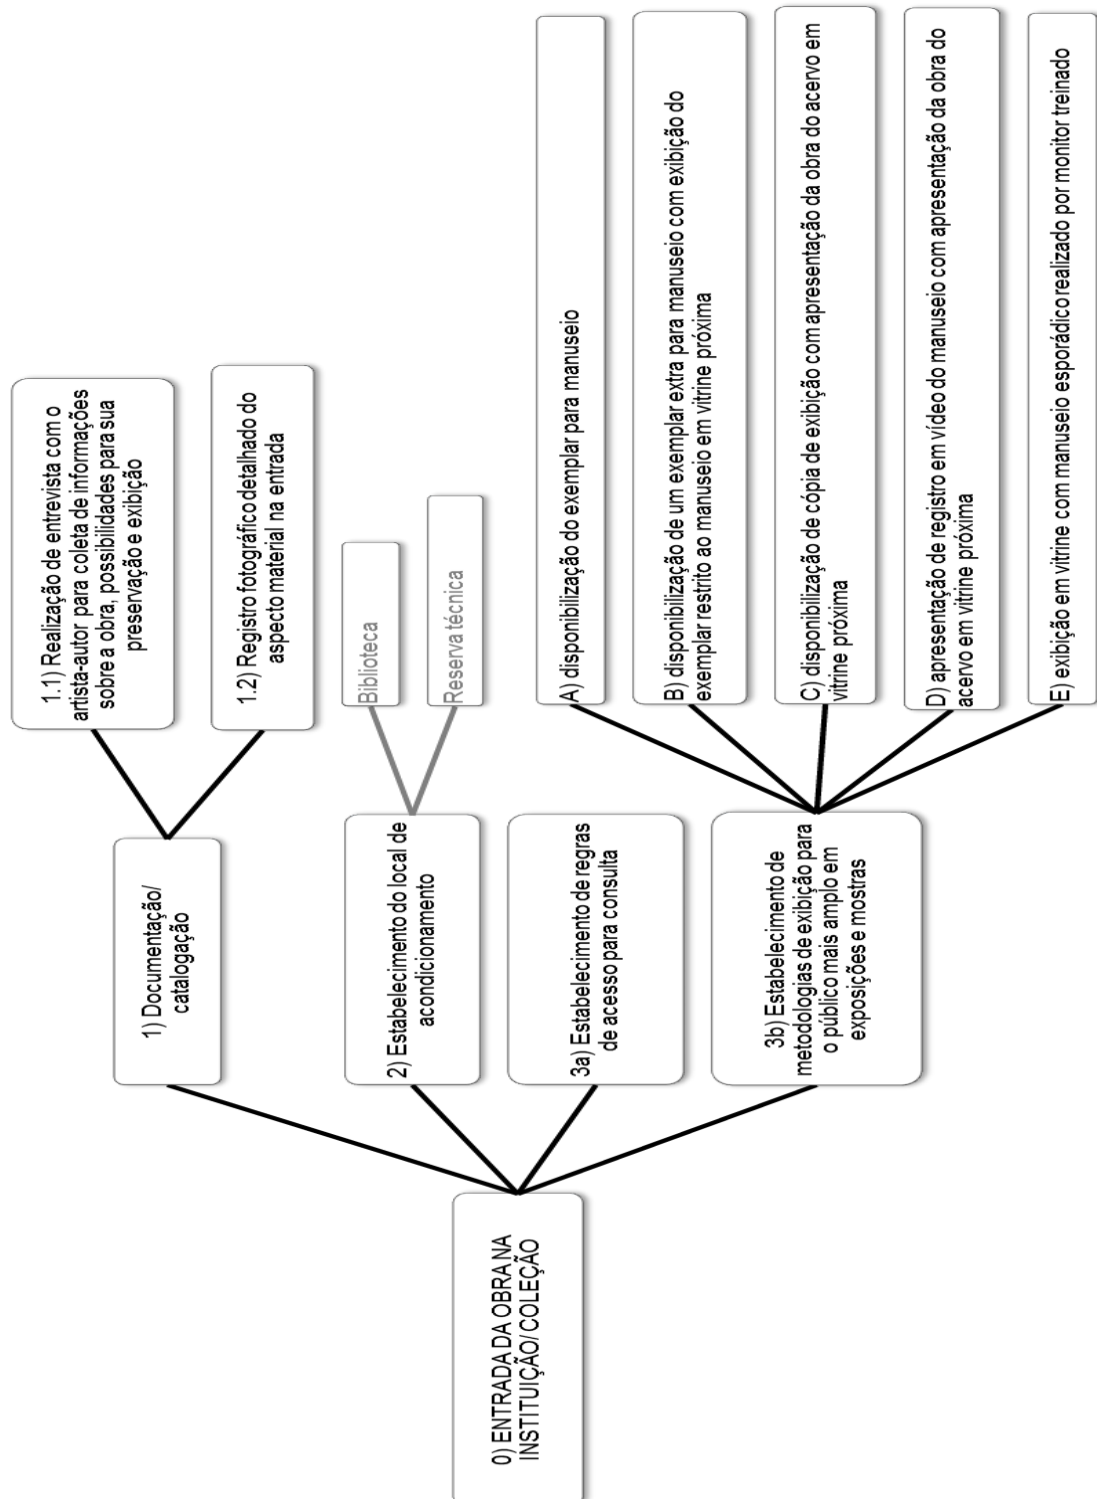 0) ENTRADA DA OBRA NA
INSTITUIÇÃO/ COLEÇÃO
1) Documentação/
catalogação
1.1) Realização de entrevista com o
artista-autor para coleta de informações
sobre a obra, possibilidades para sua
preservação e exibição
1.2) Registro fotográfico detalhado do
aspecto material na entrada
2) Estabelecimento do local de
acondicionamento
Biblioteca
Reserva técnica
3a) Estabelecimento de regras
de acesso para consulta
3b) Estabelecimento de
metodologias de exibição para
o público mais amplo em
exposições e mostras
A) disponibilização do exemplar para manuseio
B) disponibilização de um exemplar extra para manuseio com exibição do
exemplar restrito ao manuseio em vitrine próxima
C) disponibilização de cópia de exibição com apresentação da obra do acervo em
vitrine próxima
D) apresentação de registro em vídeo do manuseio com apresentação da obra do
acervo em vitrine próxima
E) exibição em vitrine com manuseio esporádico realizado por monitor treinado